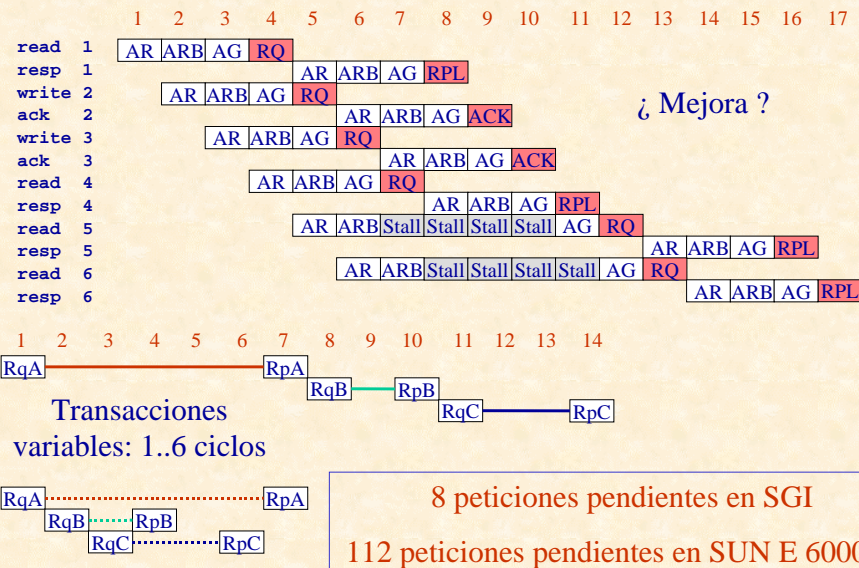 1 2 3 4 5 6 7 8 9 10 11 12 13 14 15 16 17
read 1 AR ARB AG RQ
resp 1 AR ARB AG RPL
write 2 AR ARB AG RQ
ack 2 AR ARB AG ACK
write 3 AR ARB AG RQ
ack 3 AR ARB AG ACK
read 4 AR ARB AG RQ
resp 4 AR ARB AG RPL
read 5 AR ARB Stall Stall Stall Stall AG RQ
resp 5 AR ARB AG RPL
read 6 AR ARB Stall Stall Stall Stall AG RQ
resp 6 AR ARB AG RPL
¿ Mejora ?
1 2 3 4 5 6 7 8 9 10 11 12 13 14
RqA RpA
RqB RpB
RqC RpC
Transacciones
variables: 1..6 ciclos
RqA RpA
RqB RpB
RqC RpC
8 peticiones pendientes en SGI
112 peticiones pendientes en SUN E 6000